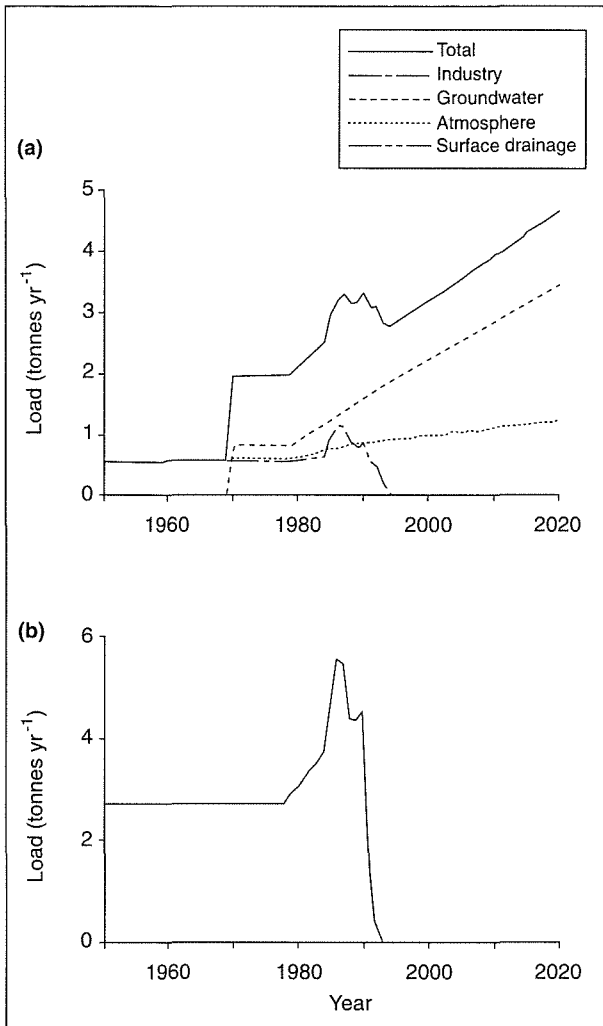 Total
Industry
Groundwater
Atmosphere
Surface drainage
(a)
5
4
3
2
1
0
Load (tonnes yr⁻¹)
1960 1980 2000 2020
(b)
6
4
2
0
Load (tonnes yr⁻¹)
1960 1980 2000 2020
Year